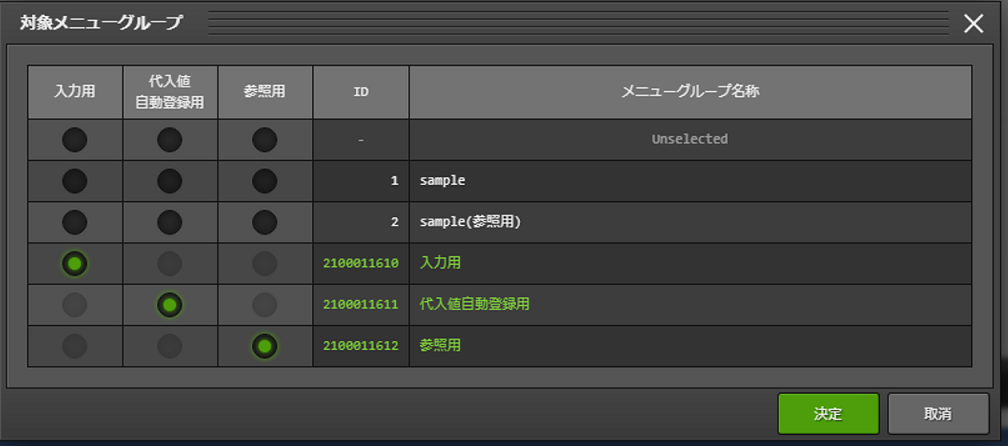 対象メニューグループ
入力用 代入値 自動登録用 参照用 ID メニューグループ名称
- Unselected
1 sample
2 sample(参照用)
2100011610 入力用
2100011611 代入値自動登録用
2100011612 参照用
決定 取消